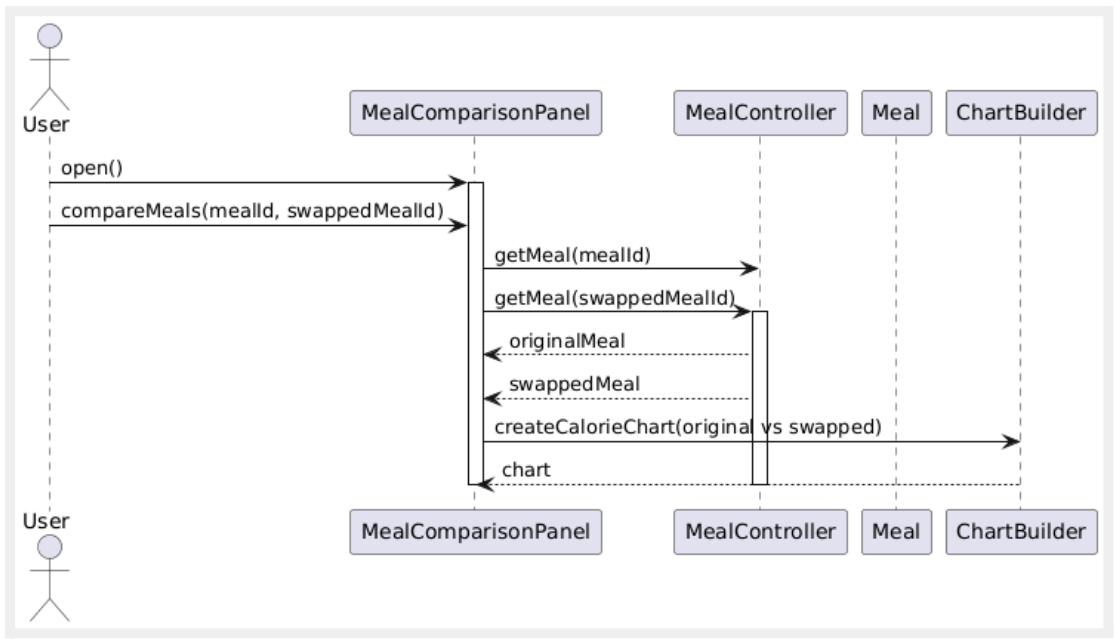 User
MealComparisonPanel
MealController
Meal
ChartBuilder
open()
compareMeals(mealId, swappedMealId)
getMeal(mealId)
getMeal(swappedMealId)
originalMeal
swappedMeal
createCalorieChart(original vs swapped)
chart
User
MealComparisonPanel
MealController
Meal
ChartBuilder